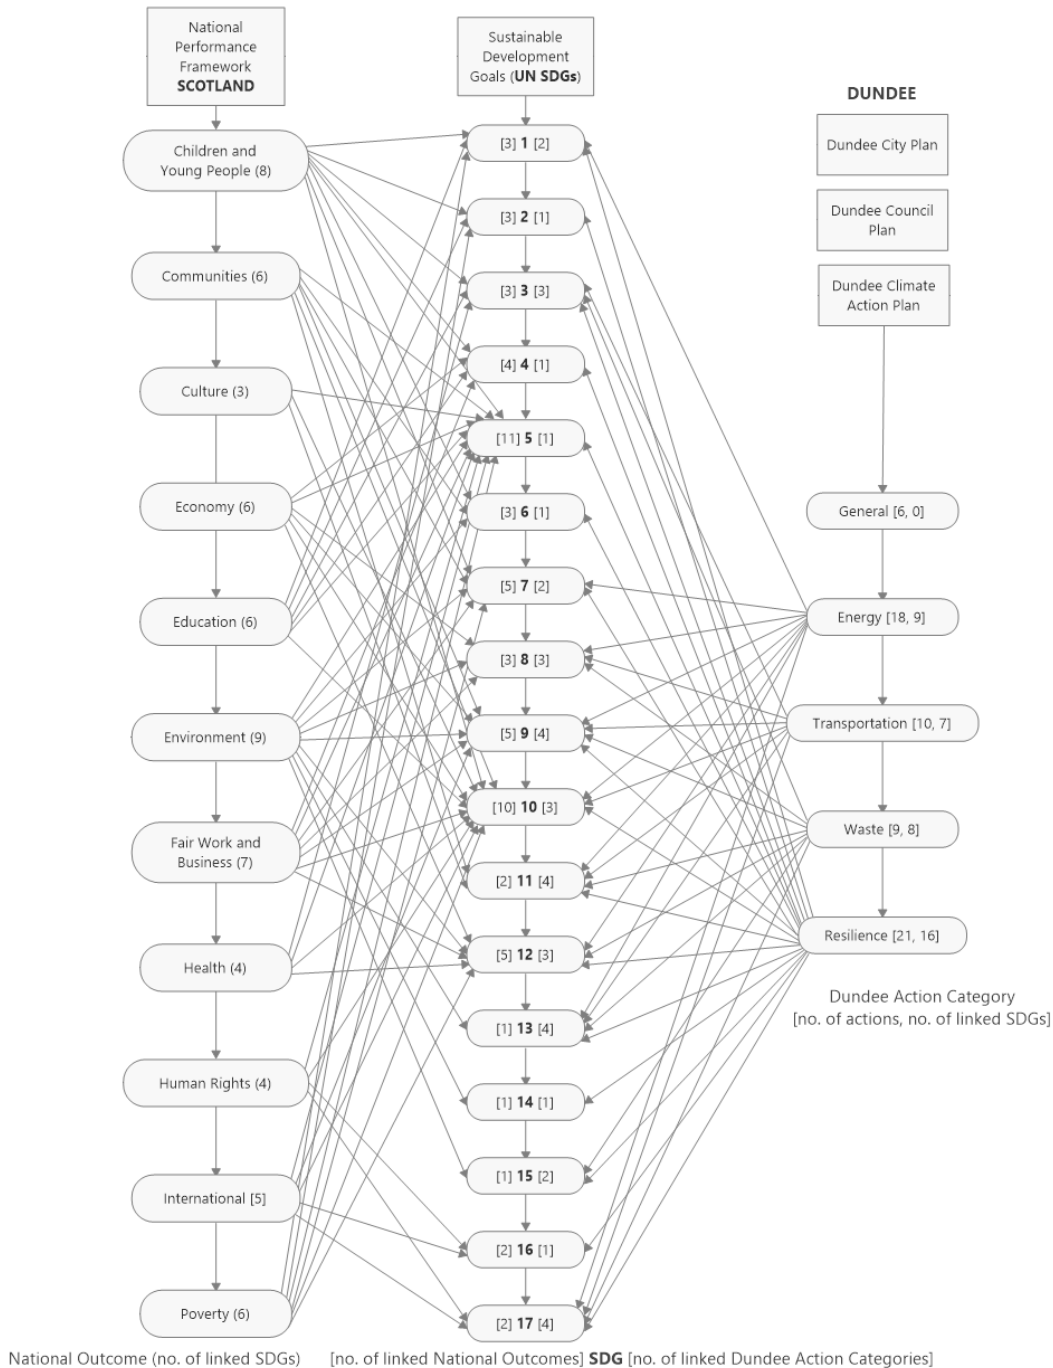 National
Performance
Framework
SCOTLAND
Children and
Young People (8)
Communities (6)
Culture (3)
Economy (6)
Education (6)
Environment (9)
Fair Work and
Business (7)
Health (4)
Human Rights (4)
International [5]
Poverty (6)
National Outcome (no. of linked SDGs)
Sustainable
Development
Goals (UN SDGs)
[3] 1 [2]
[3] 2 [1]
[3] 3 [3]
[4] 4 [1]
[11] 5 [1]
[3] 6 [1]
[5] 7 [2]
[3] 8 [3]
[5] 9 [4]
[10] 10 [3]
[2] 11 [4]
[5] 12 [3]
[1] 13 [4]
[1] 14 [1]
[1] 15 [2]
[2] 16 [1]
[2] 17 [4]
[no. of linked National Outcomes] SDG [no. of linked Dundee Action Categories]
DUNDEE
Dundee City Plan
Dundee Council
Plan
Dundee Climate
Action Plan
General [6, 0]
Energy [18, 9]
Transportation [10, 7]
Waste [9, 8]
Resilience [21, 16]
Dundee Action Category
[no. of actions, no. of linked SDGs]